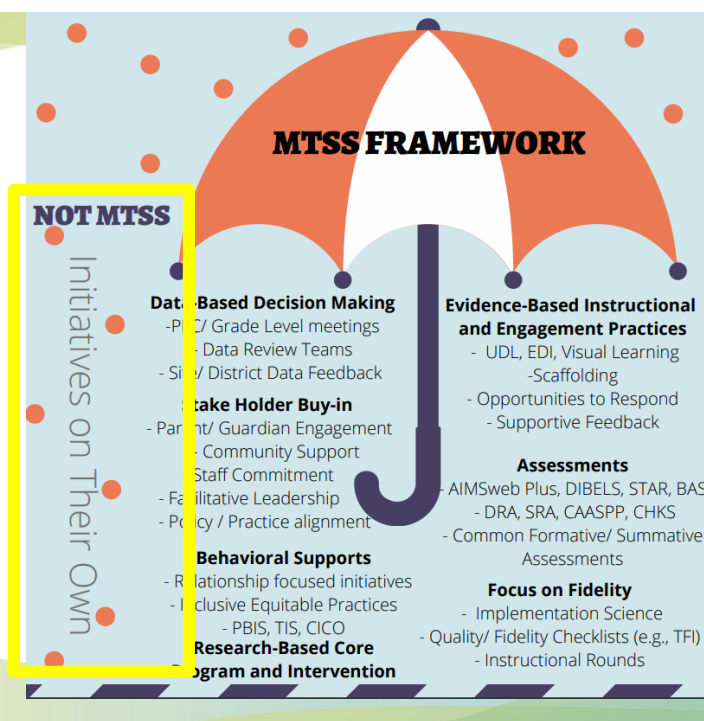 MTSS FRAMEWORK
NOT MTSS
Initiatives on Their Own
Data-Based Decision Making
Grade Level meetings
- Data Review Teams
- Site/ District Data Feedback
Stake Holder Buy-in
- Parent/ Guardian Engagement
- Community Support
Staff Commitment
- Facilitative Leadership
- Policy / Practice alignment
Behavioral Supports
- Relationship focused initiatives
- Inclusive Equitable Practices
- PBIS, TIS, CICO
Research-Based Core
Program and Intervention
Evidence-Based Instructional
and Engagement Practices
- UDL, EDI, Visual Learning
-Scaffolding
- Opportunities to Respond
- Supportive Feedback
Assessments
- AIMSweb Plus, DIBELS, STAR, BAS
- DRA, SRA, CAASPP, CHKS
- Common Formative/ Summative
Assessments
Focus on Fidelity
- Implementation Science
- Quality/ Fidelity Checklists (e.g., TFI)
- Instructional Rounds